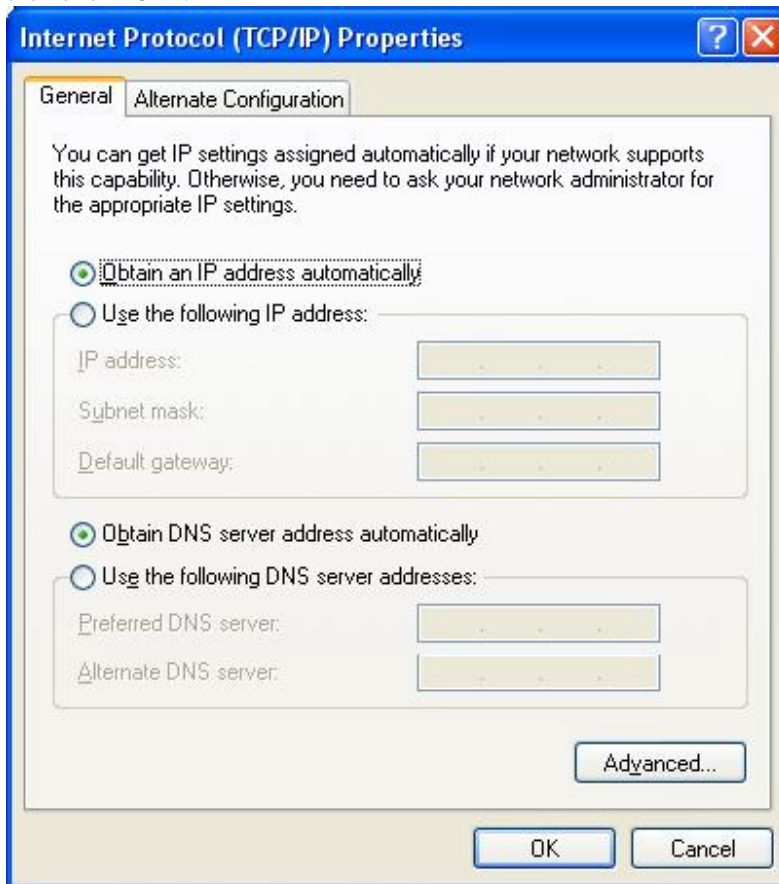 Internet Protocol (TCP/IP) Properties
General
Alternate Configuration
You can get IP settings assigned automatically if your network supports
this capability. Otherwise, you need to ask your network administrator for
the appropriate IP settings.
Obtain an IP address automatically
Use the following IP address:
IP address:
Subnet mask:
Default gateway:
Obtain DNS server address automatically
Use the following DNS server addresses:
Preferred DNS server:
Alternate DNS server:
Advanced...
OK
Cancel